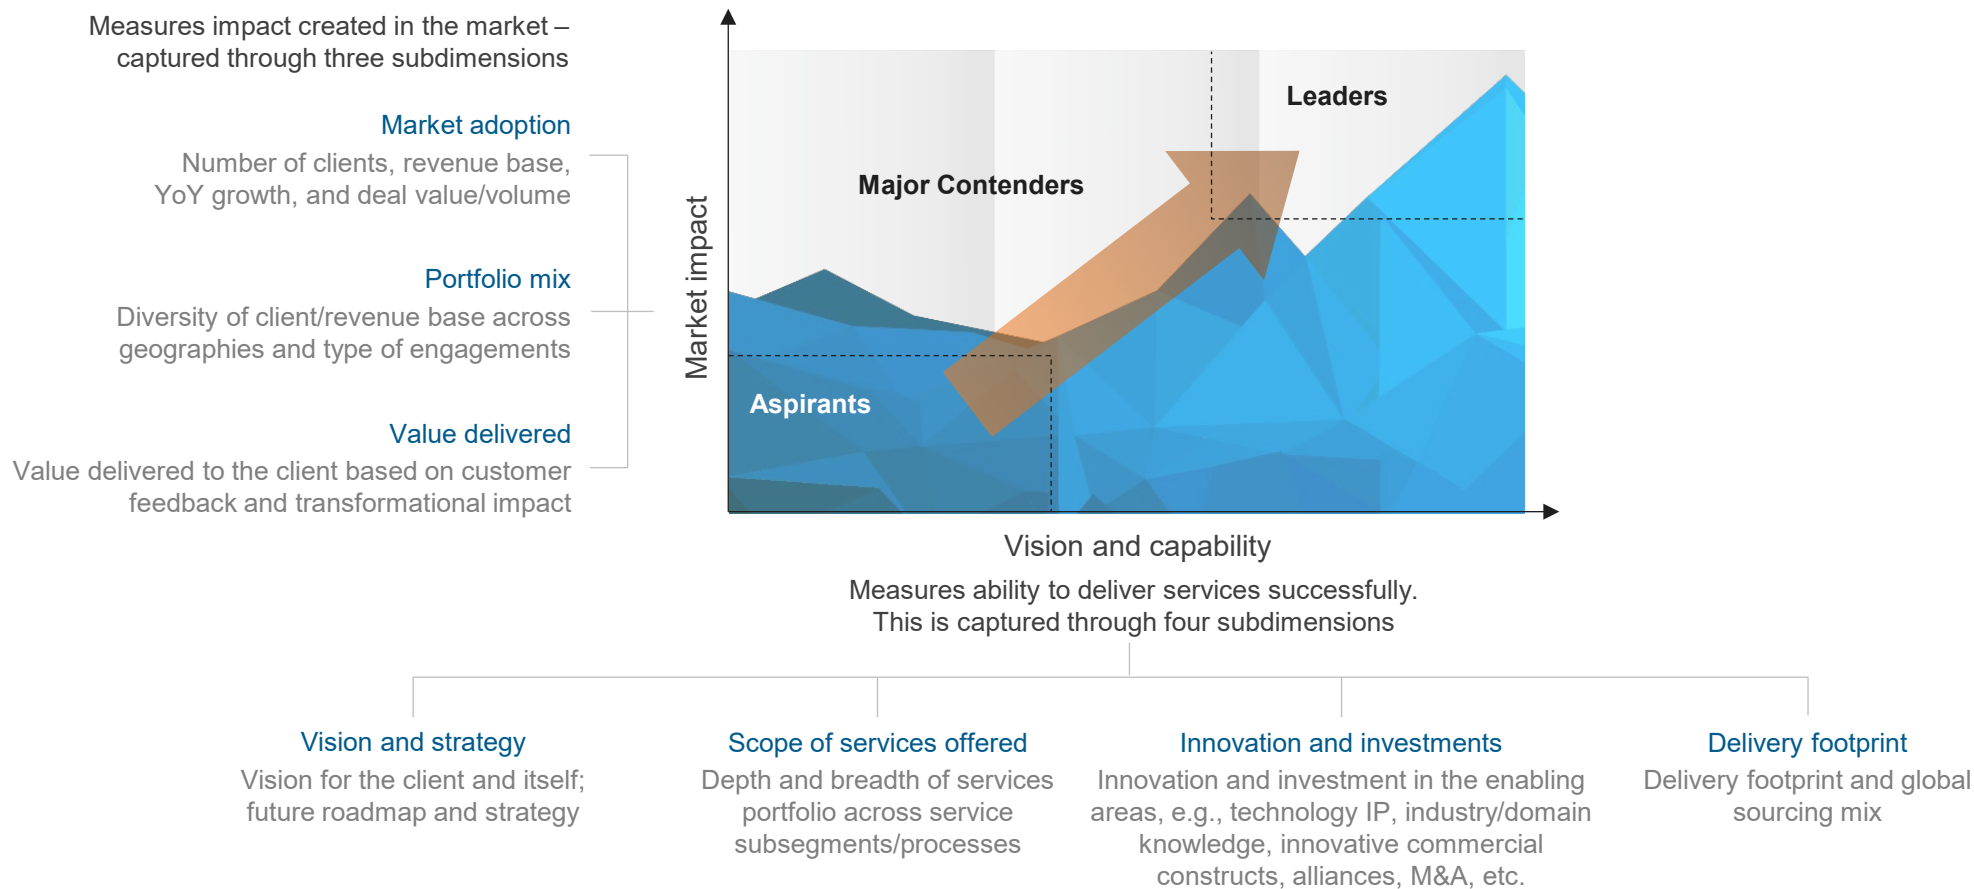 Measures impact created in the market –
captured through three subdimensions
Market adoption
Number of clients, revenue base,
YoY growth, and deal value/volume
Portfolio mix
Diversity of client/revenue base across
geographies and type of engagements
Value delivered
Value delivered to the client based on customer
feedback and transformational impact
Market impact
Leaders
Major Contenders
Aspirants
Vision and capability
Measures ability to deliver services successfully.
This is captured through four subdimensions
Vision and strategy
Vision for the client and itself;
future roadmap and strategy
Scope of services offered
Depth and breadth of services
portfolio across service
subsegments/processes
Innovation and investments
Innovation and investment in the enabling
areas, e.g., technology IP, industry/domain
knowledge, innovative commercial
constructs, alliances, M&A, etc.
Delivery footprint
Delivery footprint and global
sourcing mix